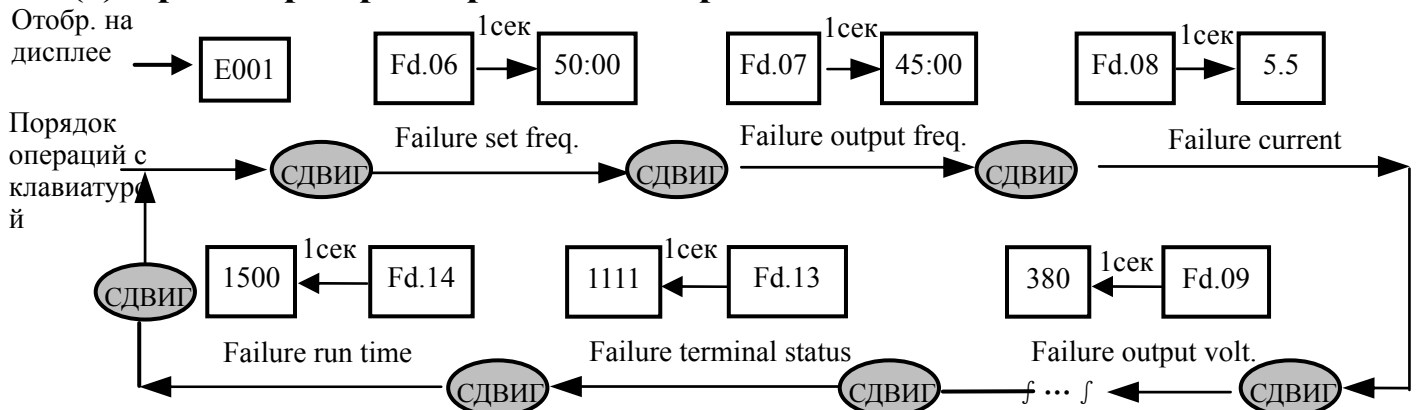 Отобр. на
дисплее
E001
1сек
Fd.06
50:00
1сек
Fd.07
45:00
1сек
Fd.08
5.5
Порядок
операций с
клавиатуро
й
Failure set freq.
Failure output freq.
Failure current
СДВИГ
СДВИГ
СДВИГ
1500
1сек
Fd.14
1111
1сек
Fd.13
380
1сек
Fd.09
СДВИГ
Failure run time
Failure terminal status
Failure output volt.
СДВИГ
СДВИГ
∫ ... ∫
СДВИГ